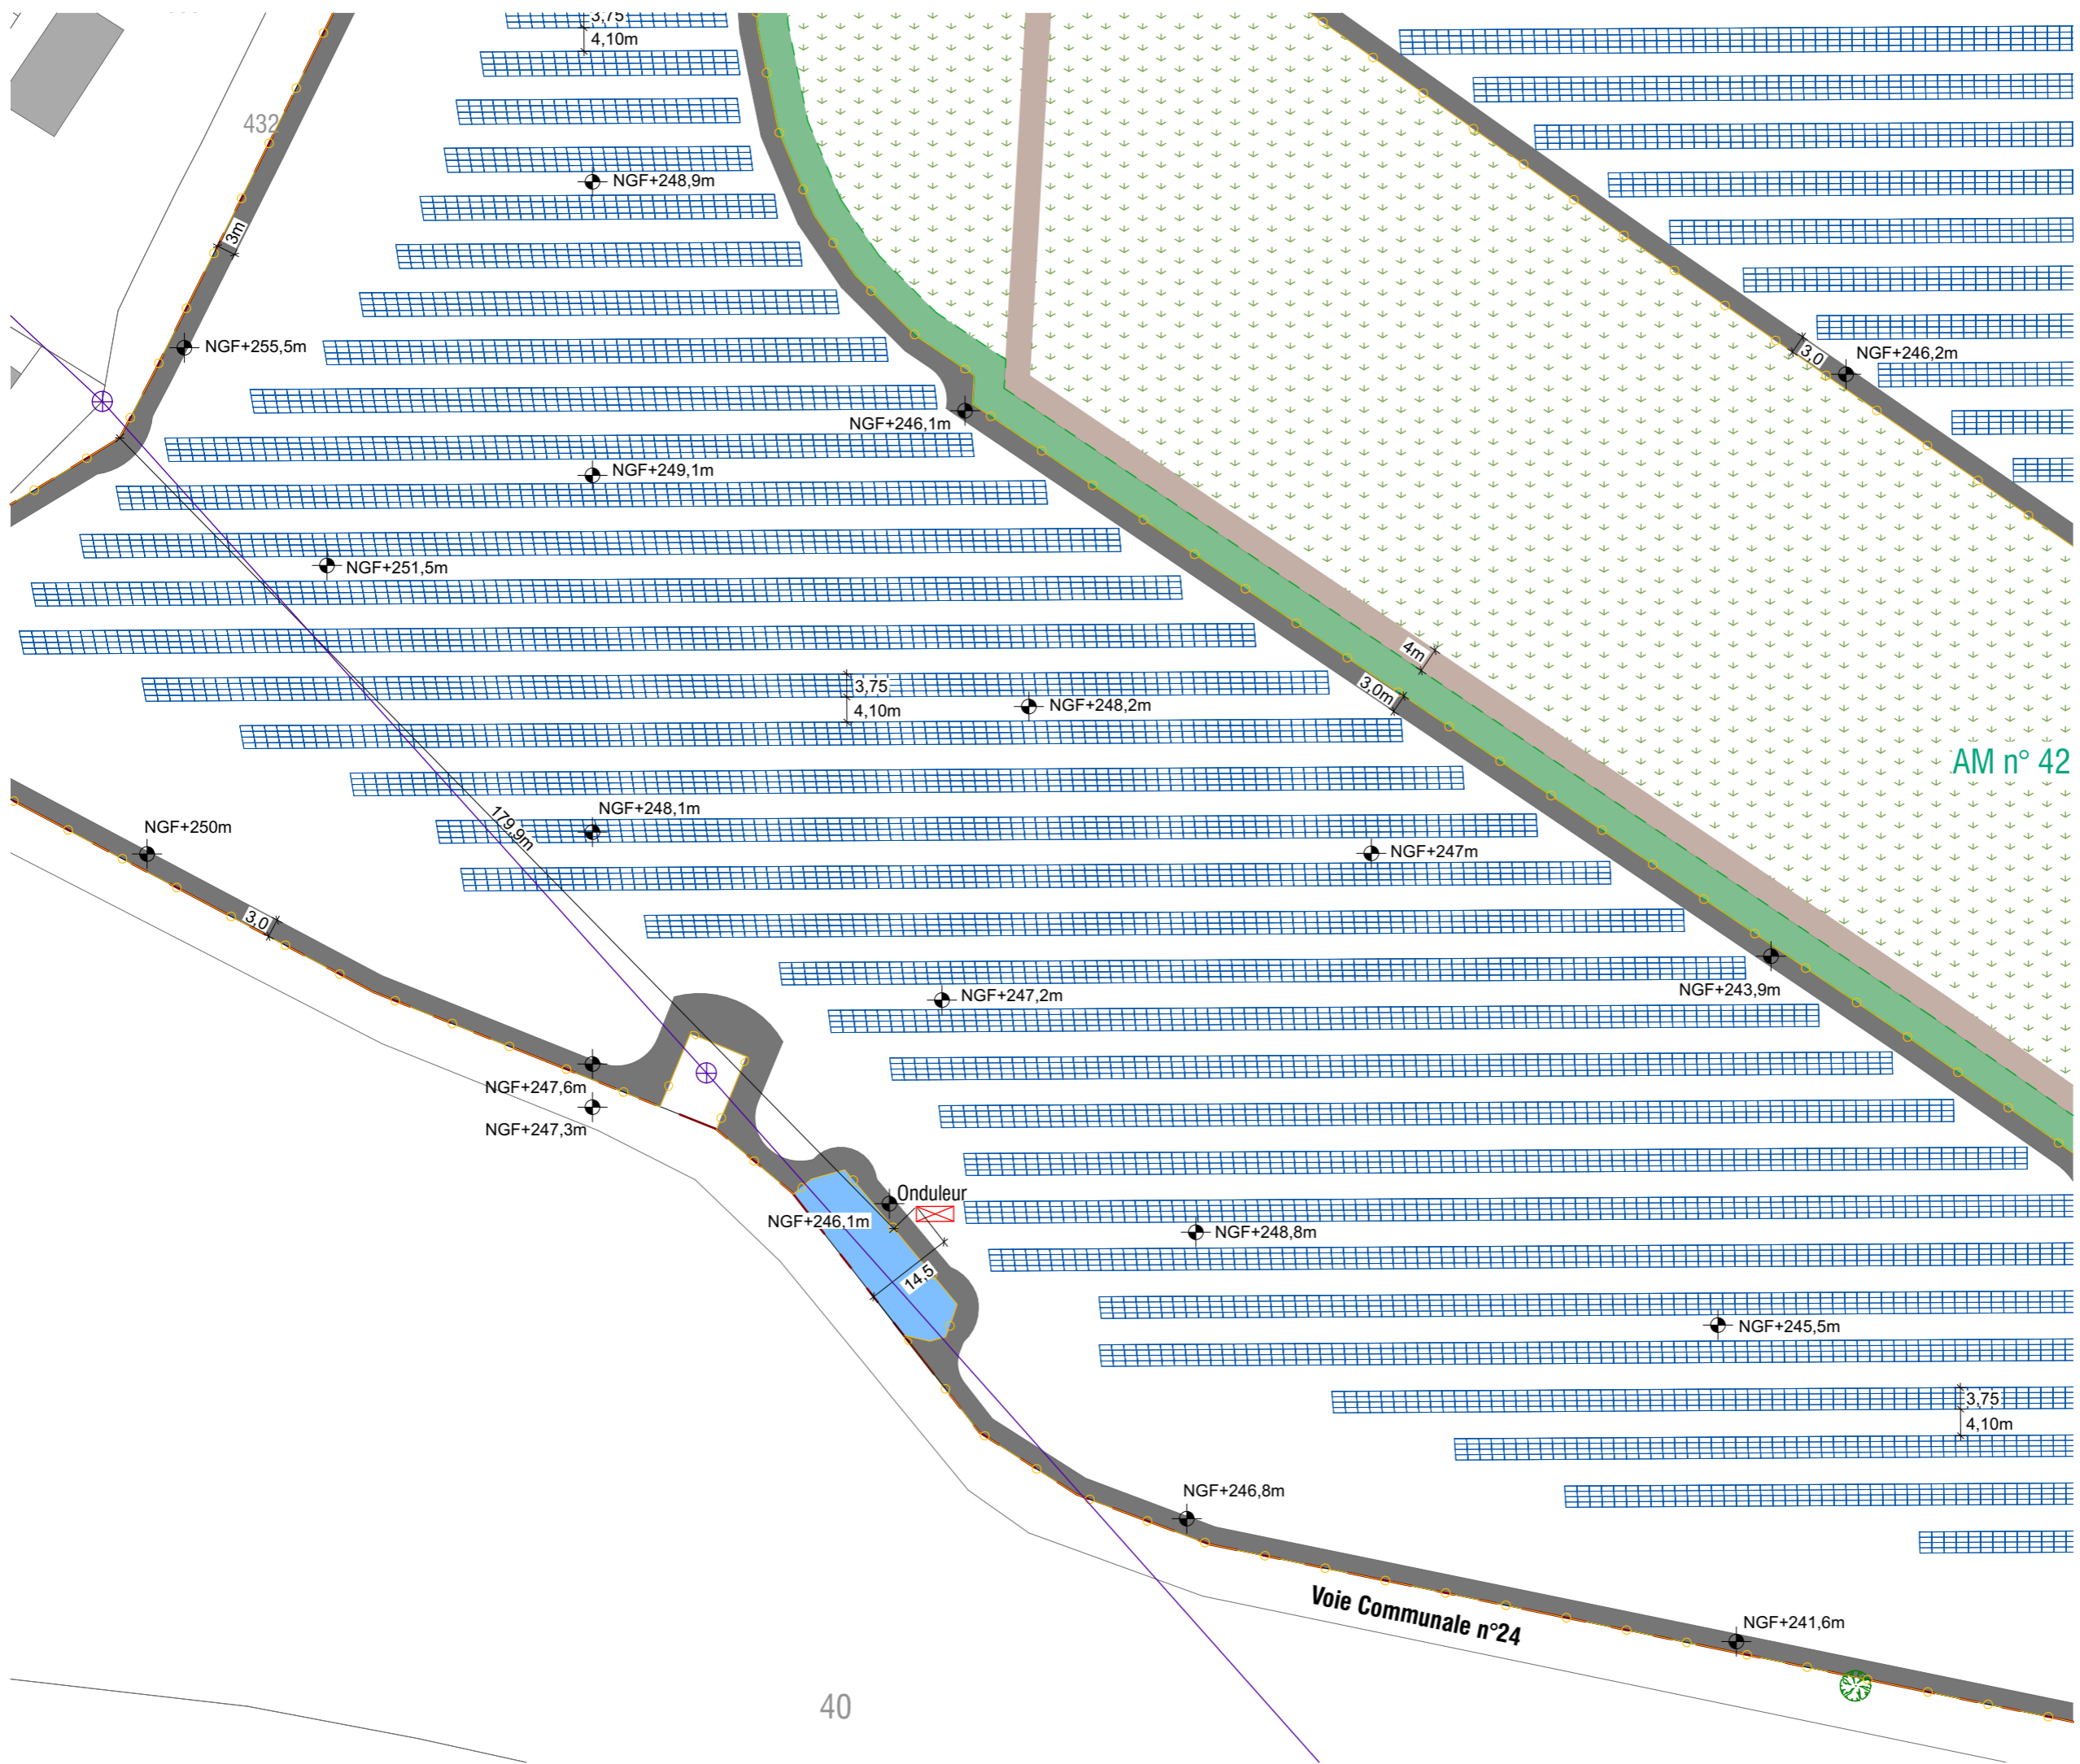 3,75
4,10m
432
NGF+248,9m
3m
NGF+255,5m
3.0
NGF+246,2m
NGF+246,1m
NGF+249,1m
NGF+251,5m
4m
3,0m
3,75
4,10m
NGF+248,2m
AM n° 42
NGF+248,1m
179,9m
NGF+250m
NGF+247m
3,0
NGF+243,9m
NGF+247,2m
NGF+247,6m
NGF+247,3m
Onduleur
NGF+246,1m
NGF+248,8m
14,5
NGF+245,5m
3,75
4,10m
NGF+246,8m
Voie Communale n°24
NGF+241,6m
40